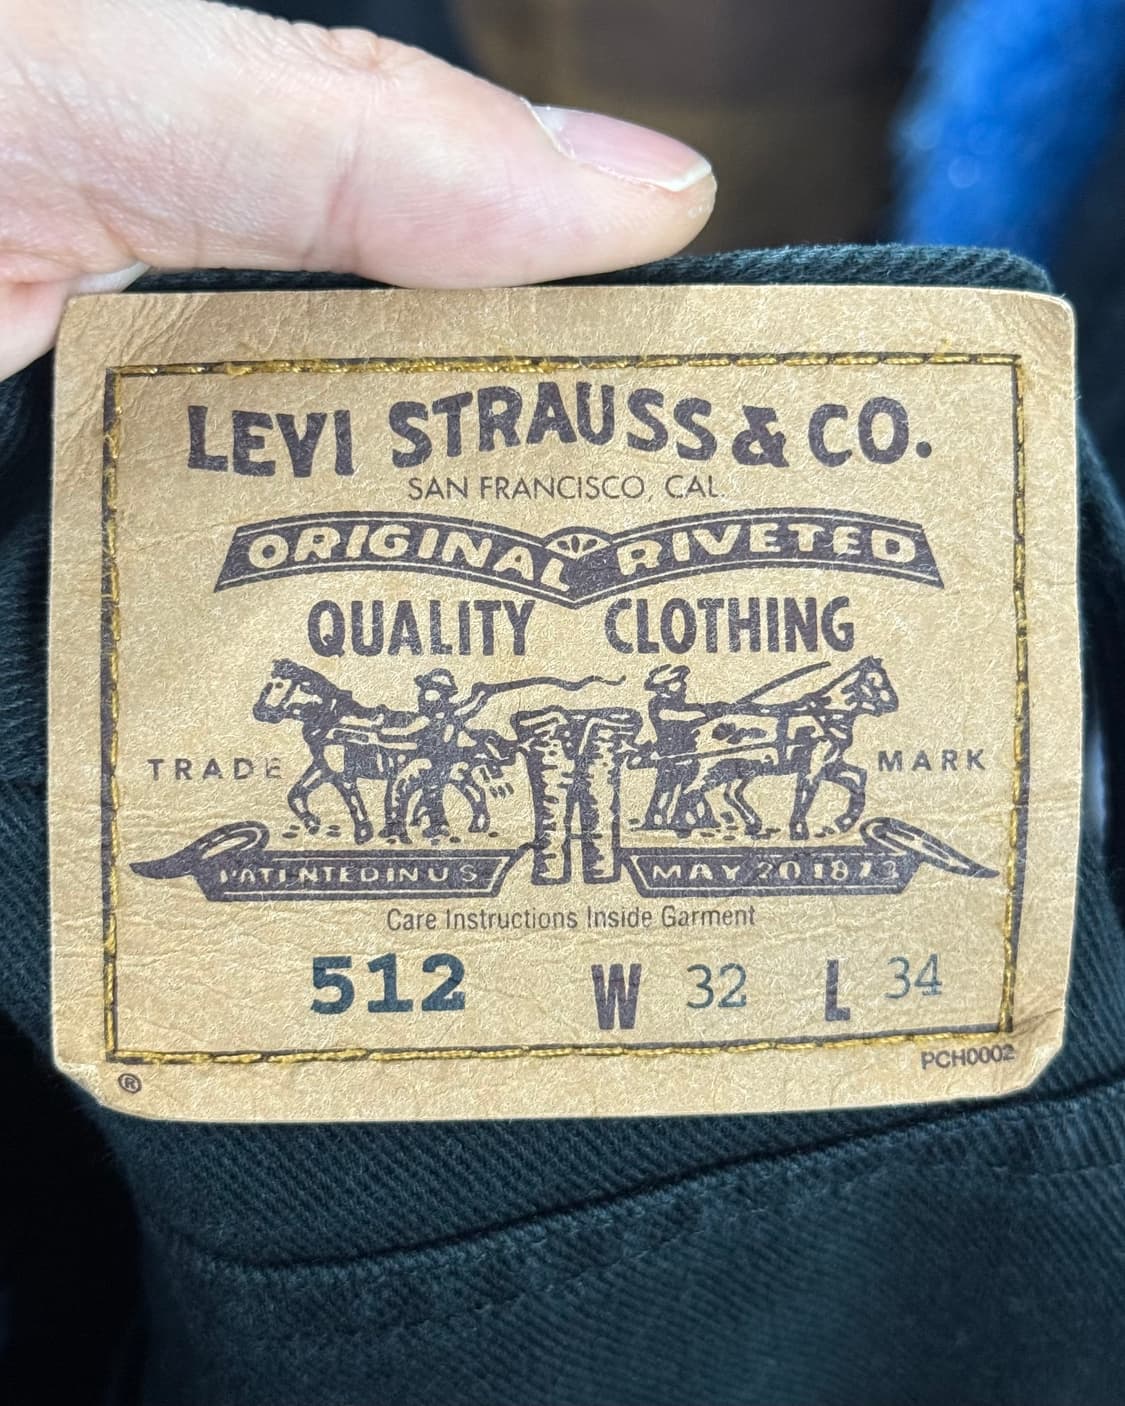 LEVI STRAUSS & CO.
SAN FRANCISCO, CAL.
ORIGINAL RIVETED
QUALITY CLOTHING
TRADE MARK
PATENTED IN U S MAY 20 1873
Care Instructions Inside Garment
512 W 32 L 34
PCH0002
®